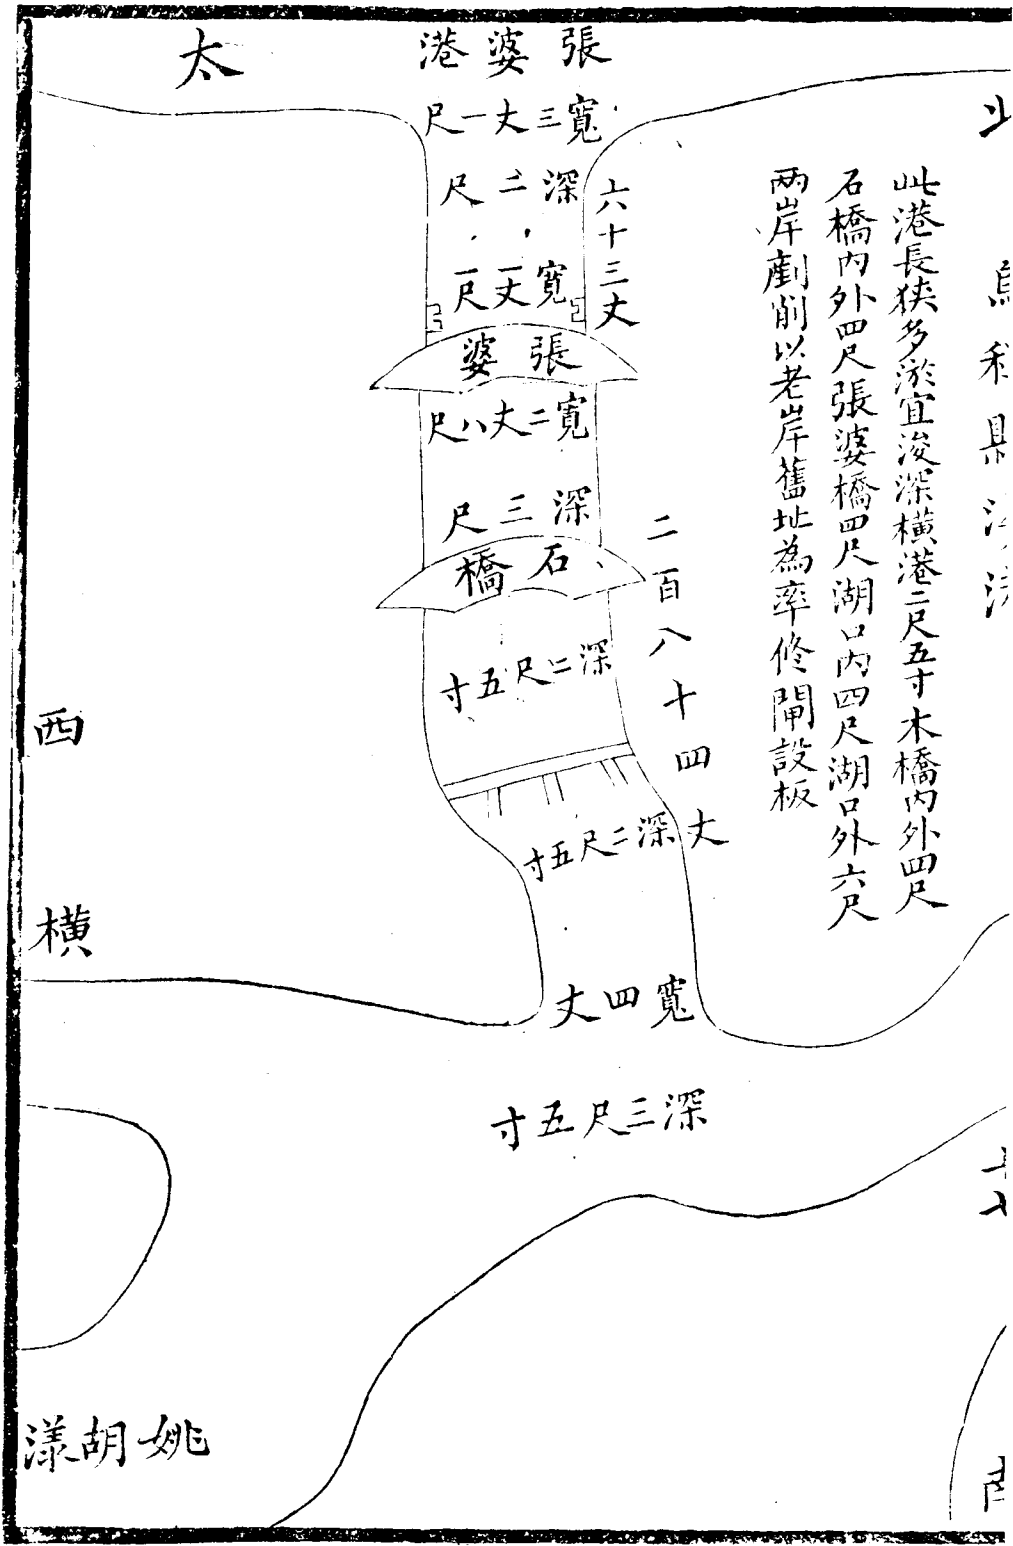 張婆港
太
寬三丈一尺
深二尺
六十三丈
寬一丈一尺
張婆
寬二丈八尺
深三尺
石橋
深二尺五寸
二百八十四丈
深二尺五寸
寬四丈
深三尺五寸
此港長狹多淤宜浚深橫港二尺五寸木橋內外四尺
石橋內外四尺張婆橋四尺湖口內四尺湖口外六尺
兩岸剷削以老岸舊址為率修閘設板
西
橫
姚胡漾